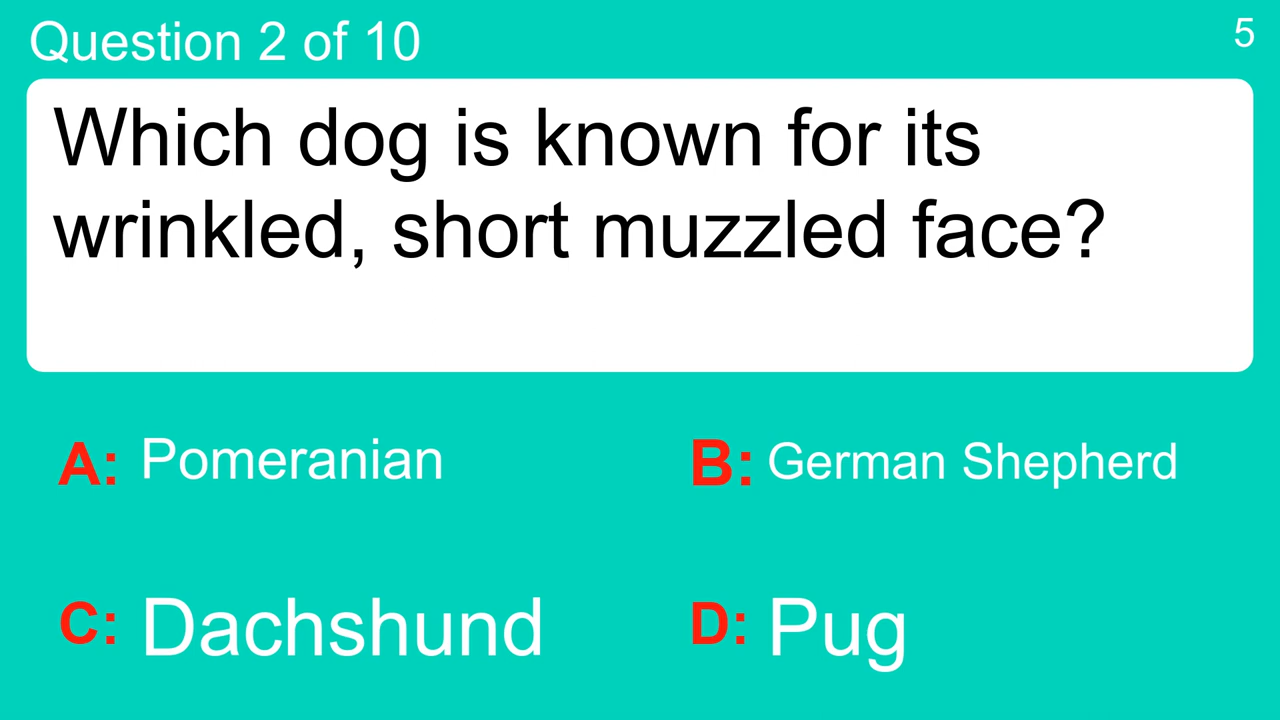 Question 2 of 10
5
Which dog is known for its
wrinkled, short muzzled face?
A: Pomeranian
B: German Shepherd
C: Dachshund
D: Pug